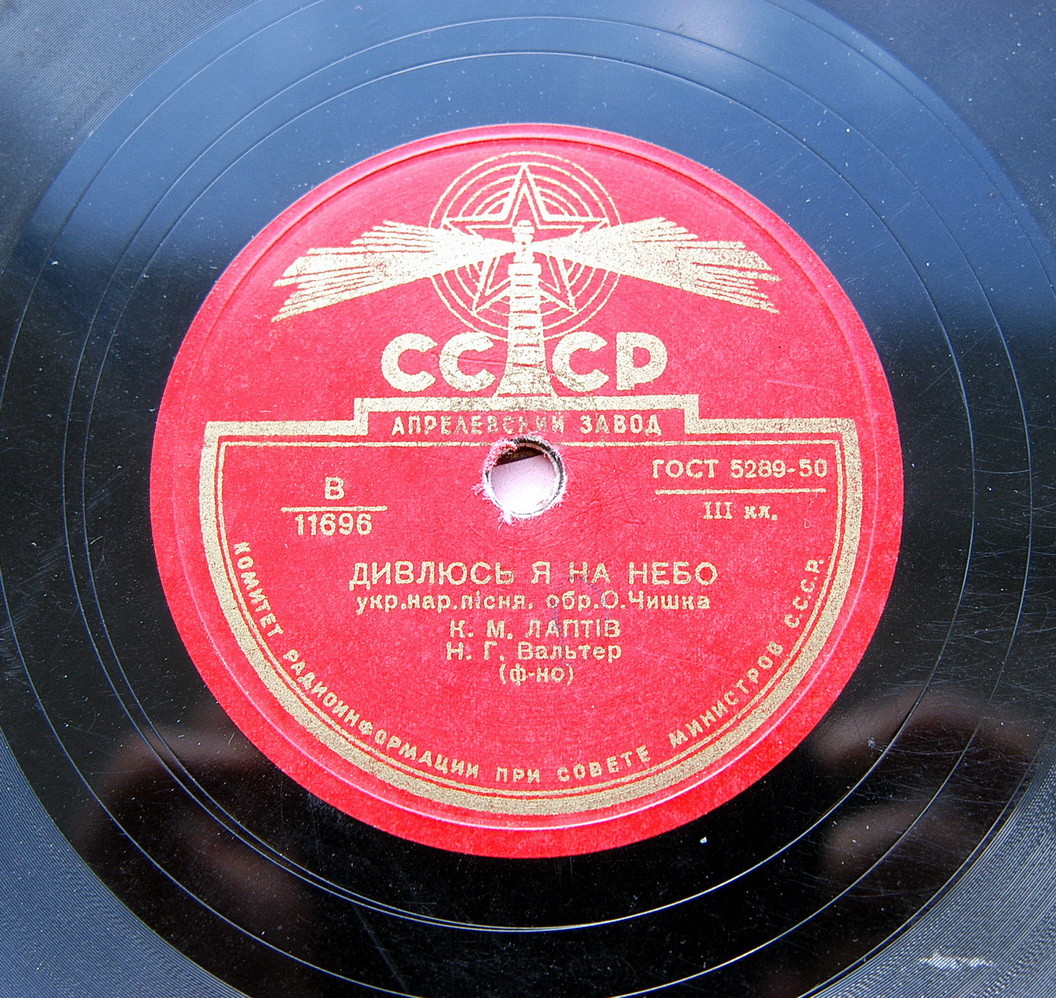 СССР
АПРЕЛЕВСКИЙ ЗАВОД
В
11696
ГОСТ 5289-50
III кл.
ДИВЛЮСЬ Я НА НЕБО
укр.нар.пісня. обр.О.Чишка
К. М. ЛАПТІВ
Н. Г. Вальтер
(ф-но)
КОМИТЕТ РАДИОИНФОРМАЦИИ ПРИ СОВЕТЕ МИНИСТРОВ С.С.С.Р.